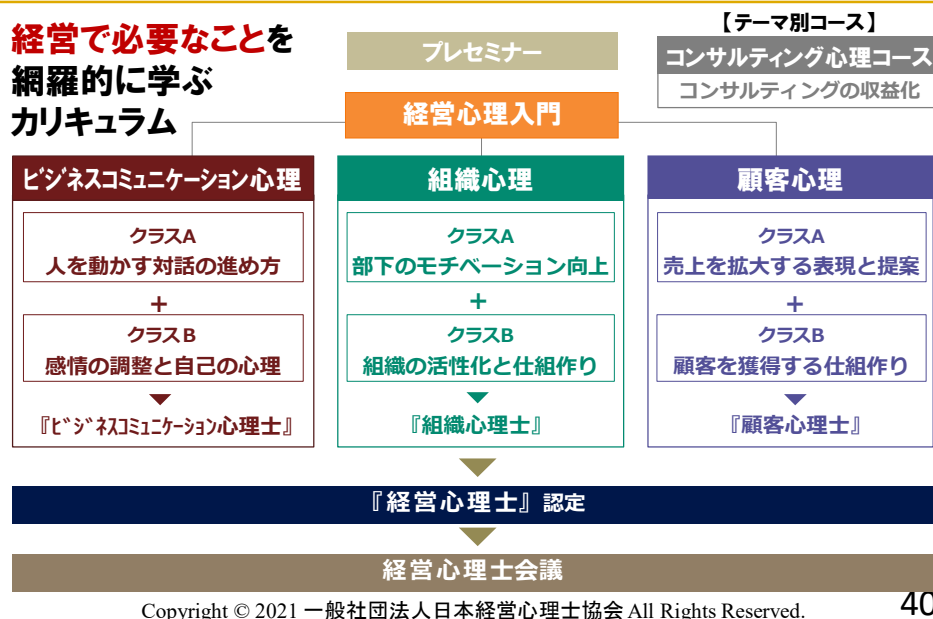 経営で必要なことを
網羅的に学ぶ
カリキュラム
プレセミナー
【テーマ別コース】
コンサルティング心理コース
コンサルティングの収益化
経営心理入門
ビジネスコミュニケーション心理
クラスA
人を動かす対話の進め方
+
クラスB
感情の調整と自己の心理
『ビジネスコミュニケーション心理士』
組織心理
クラスA
部下のモチベーション向上
+
クラスB
組織の活性化と仕組作り
『組織心理士』
顧客心理
クラスA
売上を拡大する表現と提案
+
クラスB
顧客を獲得する仕組作り
『顧客心理士』
『経営心理士』認定
経営心理士会議
Copyright © 2021 一般社団法人日本経営心理士協会 All Rights Reserved.
40